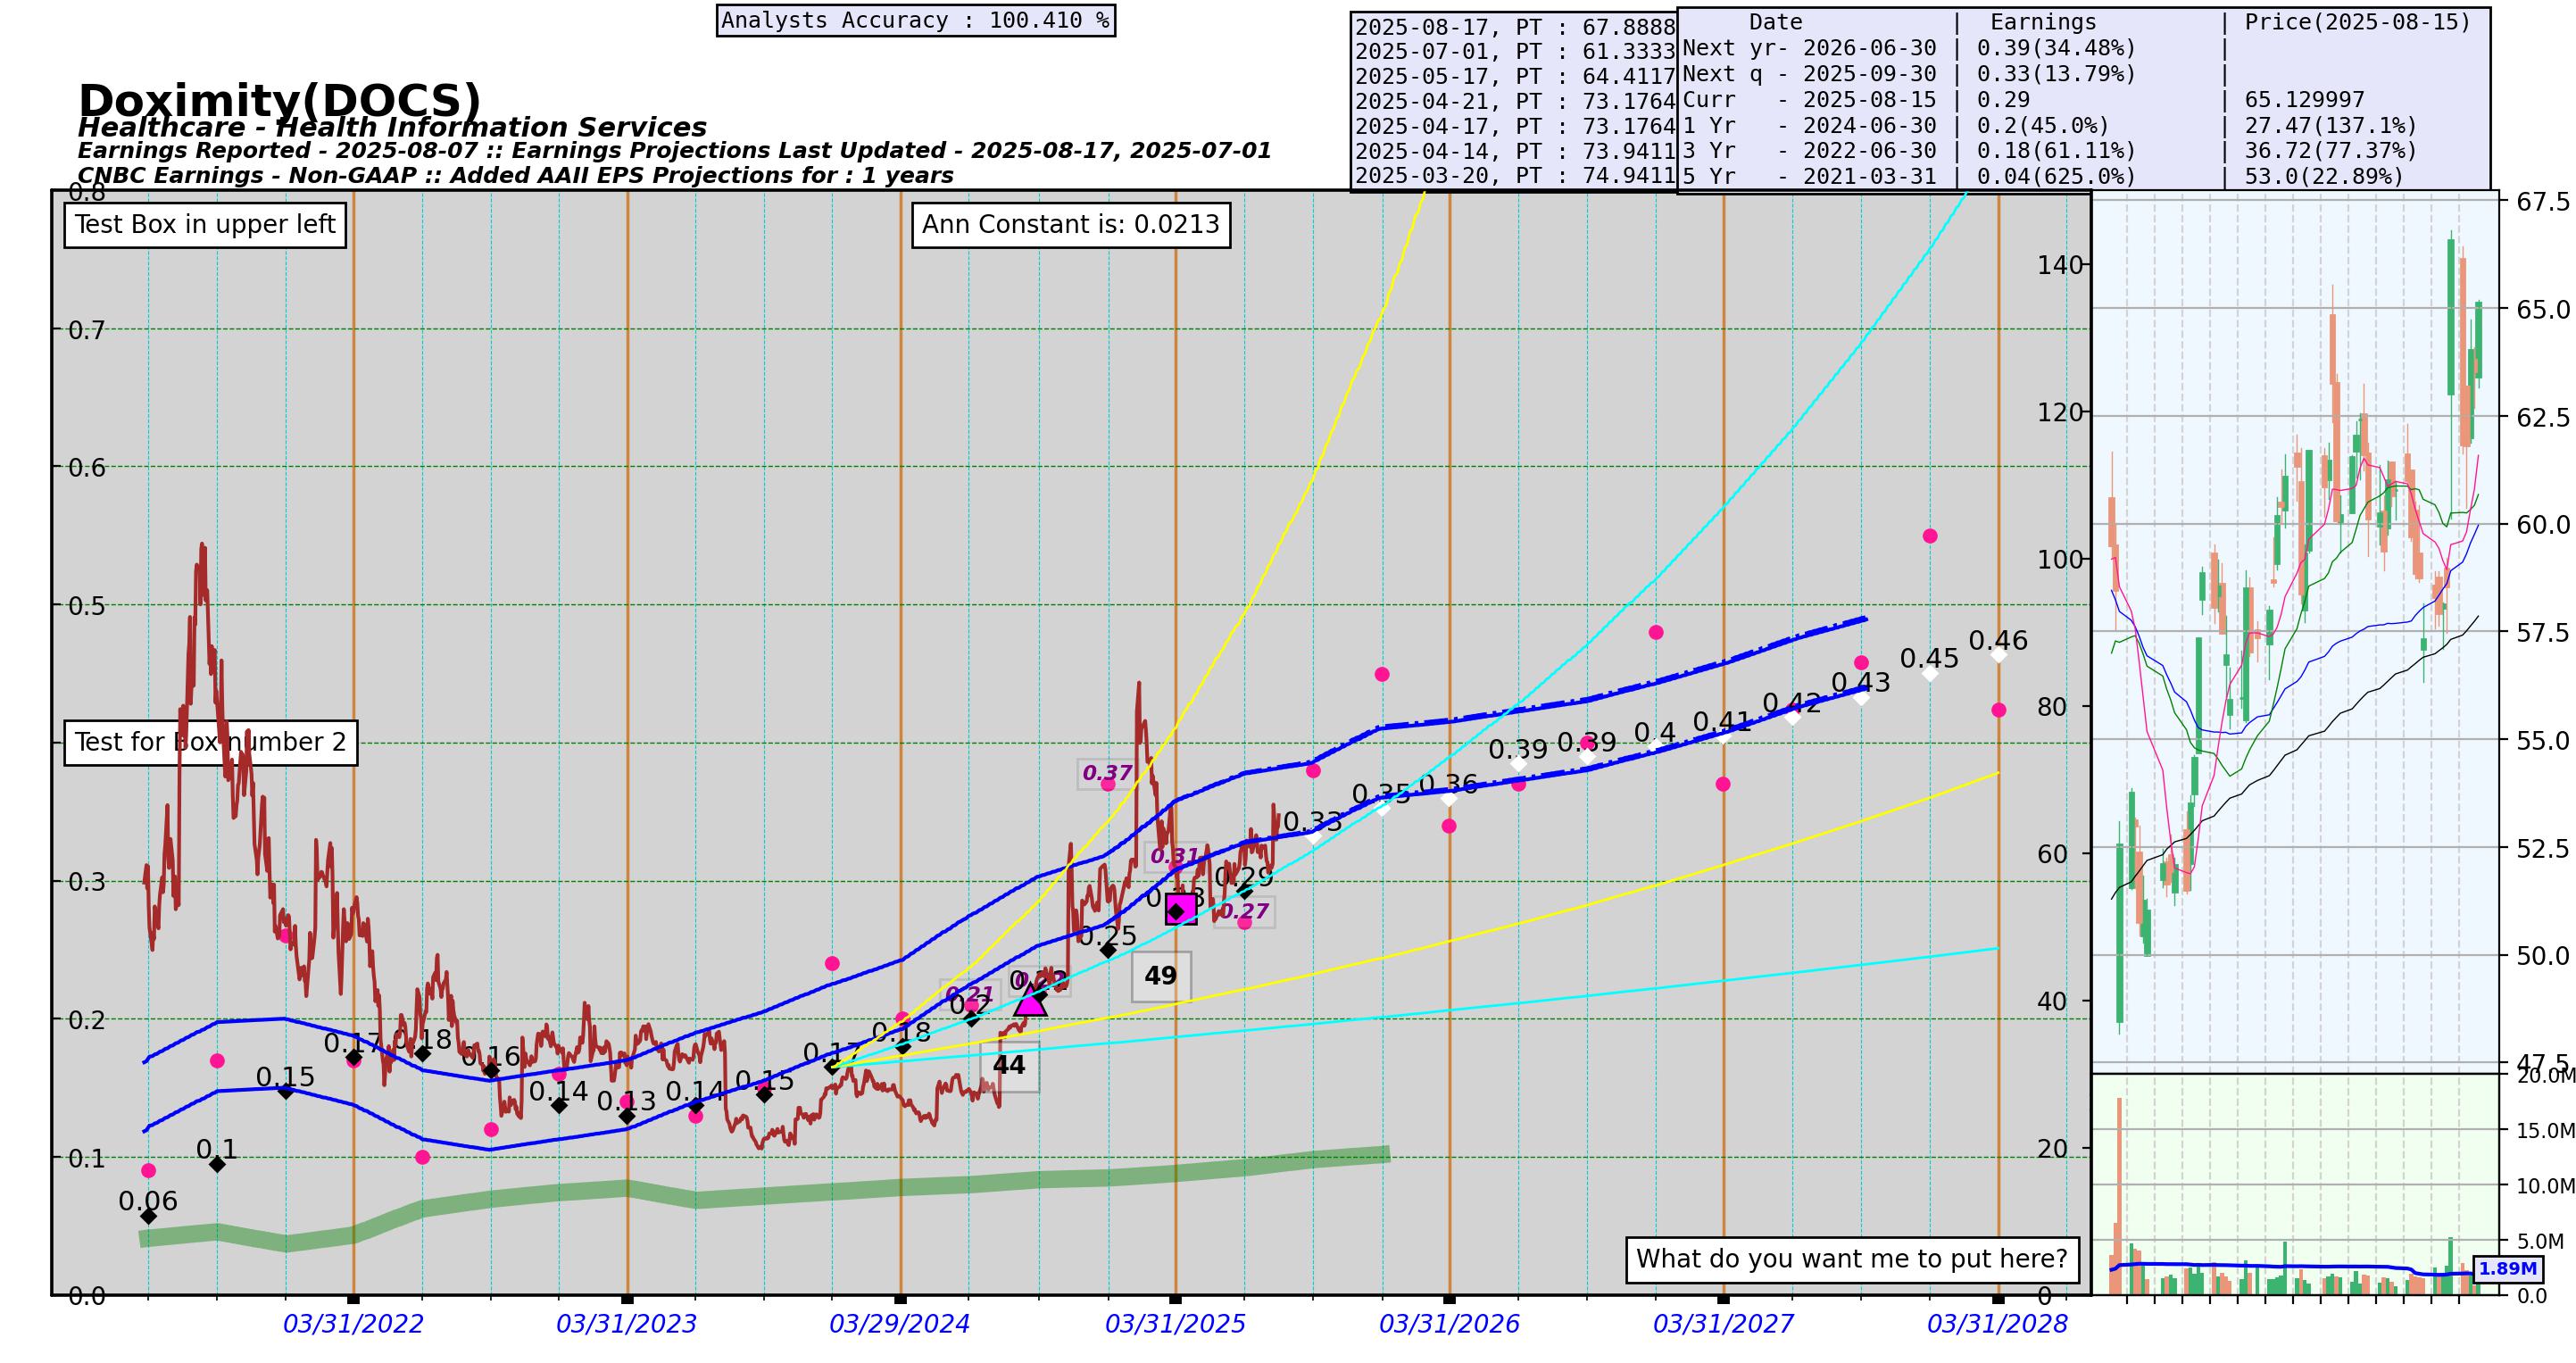 Analysts Accuracy : 100.410 %
2025-08-17, PT : 67.8888
2025-07-01, PT : 61.3333
2025-05-17, PT : 64.4117
2025-04-21, PT : 73.1764
2025-04-17, PT : 73.1764
2025-04-14, PT : 73.9411
2025-03-20, PT : 74.9411
Date | Earnings | Price(2025-08-15)
Next yr- 2026-06-30 | 0.39(34.48%) |
Next q - 2025-09-30 | 0.33(13.79%) |
Curr - 2025-08-15 | 0.29 | 65.129997
1 Yr - 2024-06-30 | 0.2(45.0%) | 27.47(137.1%)
3 Yr - 2022-06-30 | 0.18(61.11%) | 36.72(77.37%)
5 Yr - 2021-03-31 | 0.04(625.0%) | 53.0(22.89%)
Doximity(DOCS)
Healthcare - Health Information Services
Earnings Reported - 2025-08-07 :: Earnings Projections Last Updated - 2025-08-17, 2025-07-01
CNBC Earnings - Non-GAAP :: Added AAII EPS Projections for : 1 years
Test Box in upper left
Ann Constant is: 0.0213
Test for Box number 2
What do you want me to put here?
0.8
0.7
0.6
0.5
0.3
0.2
0.1
0.0
0.06
0.1
0.15
0.17
0.18
0.16
0.14
0.13
0.14
0.15
0.17
0.18
0.21
0.2
0.22
0.25
0.37
0.31
0.29
0.27
44
49
0.33
0.35
0.36
0.39
0.39
0.4
0.41
0.42
0.43
0.45
0.46
140
120
100
80
60
40
20
0
67.5
65.0
62.5
60.0
57.5
55.0
52.5
50.0
47.5
20.0M
15.0M
10.0M
5.0M
1.89M
0.0
03/31/2022
03/31/2023
03/29/2024
03/31/2025
03/31/2026
03/31/2027
03/31/2028